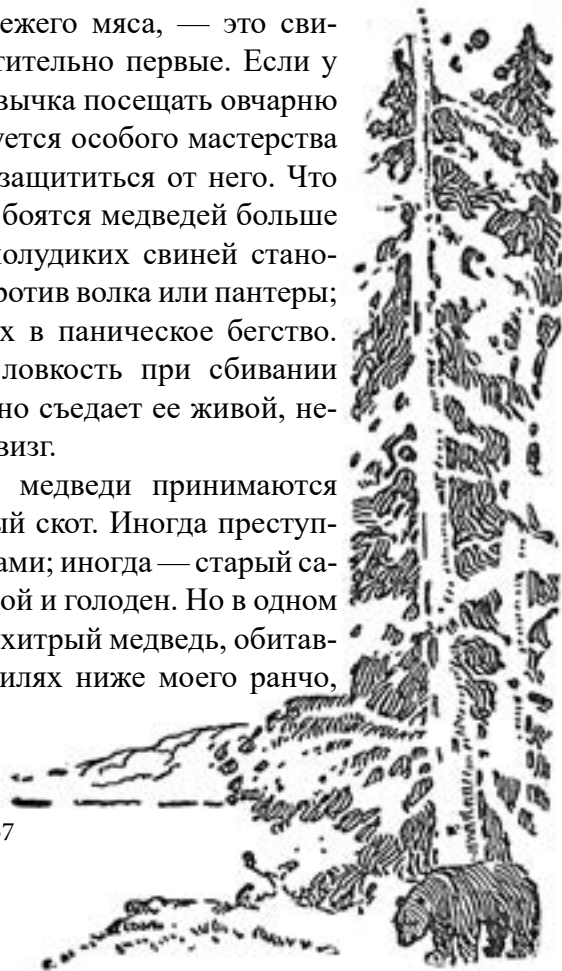 ежего мяса, — это сви-
тительно первые. Если у
вычка посещать овчарню
уется особого мастерства
защититься от него. Что
боятся медведей больше
полудиких свиней стано-
ротив волка или пантеры;
х в паническое бегство.
ловкость при сбивании
но съедает ее живой, не-
визг.
медведи принимаются
ый скот. Иногда преступ-
ами; иногда — старый са-
ой и голоден. Но в одном
хитрый медведь, обитав-
илях ниже моего ранчо,
7